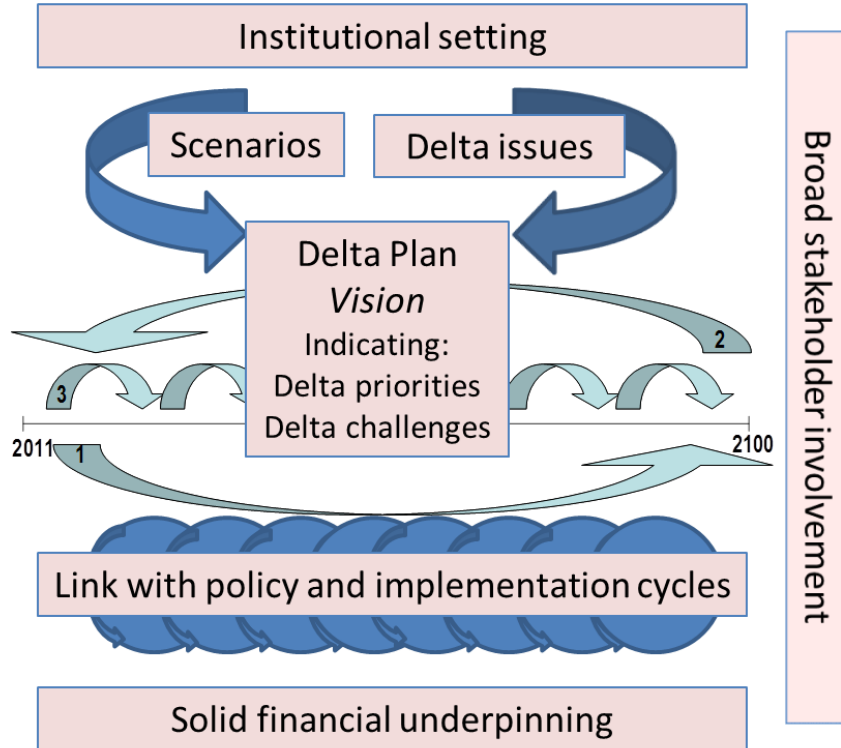 Institutional setting
Scenarios
Delta issues
Delta Plan
Vision
Indicating:
Delta priorities
Delta challenges
2
3
2011
1
2100
Link with policy and implementation cycles
Solid financial underpinning
Broad stakeholder involvement